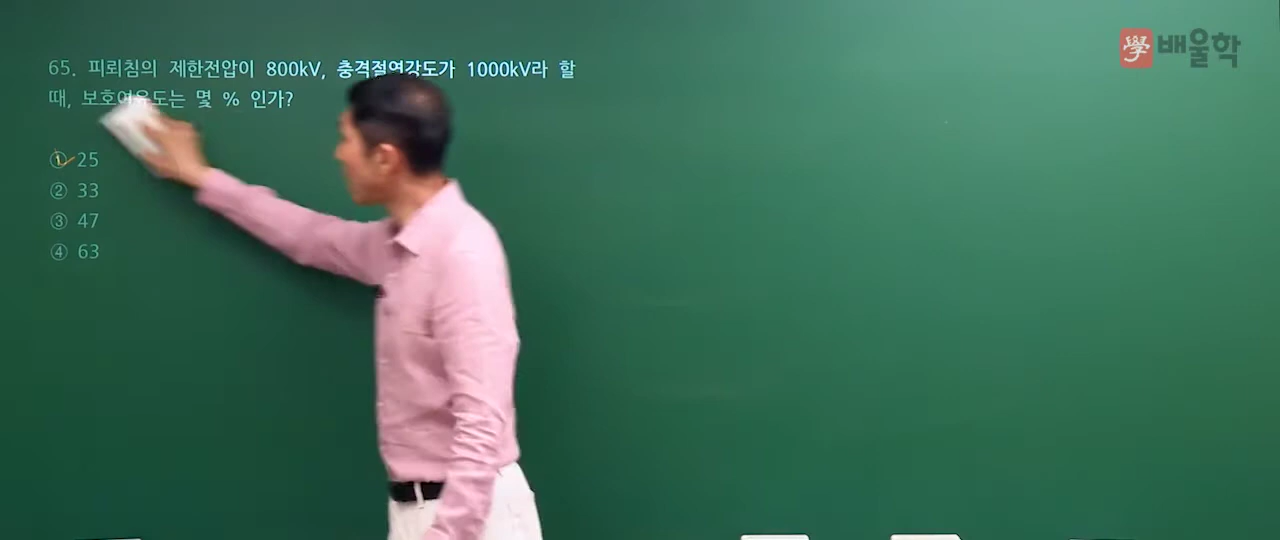 學 배울학
65. 피뢰침의 제한전압이 800kV, 충격절연강도가 1000kV라 할
때, 보호여유도는 몇 % 인가?
① 25
② 33
③ 47
④ 63